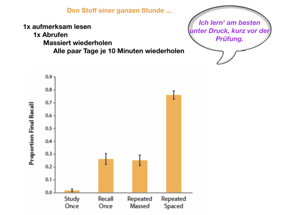 Den Stoff einer ganzen Stunde ...
1x aufmerksam lesen
1x Abrufen
Massiert wiederholen
Alle paar Tage je 10 Minuten wiederholen
Ich lern' am besten
unter Druck, kurz vor der
Prüfung.
Proportion Final Recall
0.9
0.8
0.7
0.6
0.5
0.4
0.3
0.2
0.1
0.0
Study
Once
Recall
Once
Repeated
Massed
Repeated
Spaced